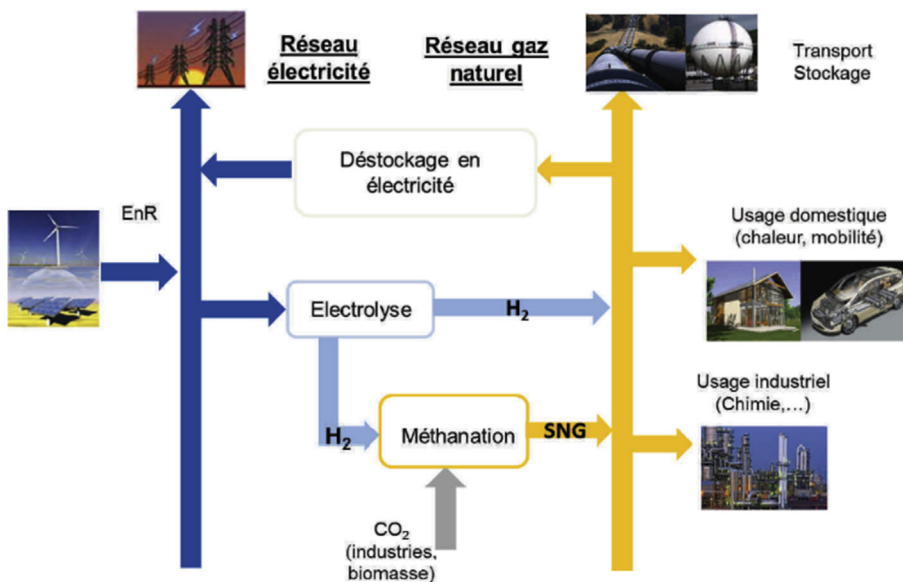 Réseau
électricité
Réseau gaz
naturel
Transport
Stockage
Déstockage en
électricité
EnR
Usage domestique
(chaleur, mobilité)
Electrolyse
H₂
Usage industriel
(Chimie,...)
H₂
Méthanation
SNG
CO₂
(industries,
biomasse)